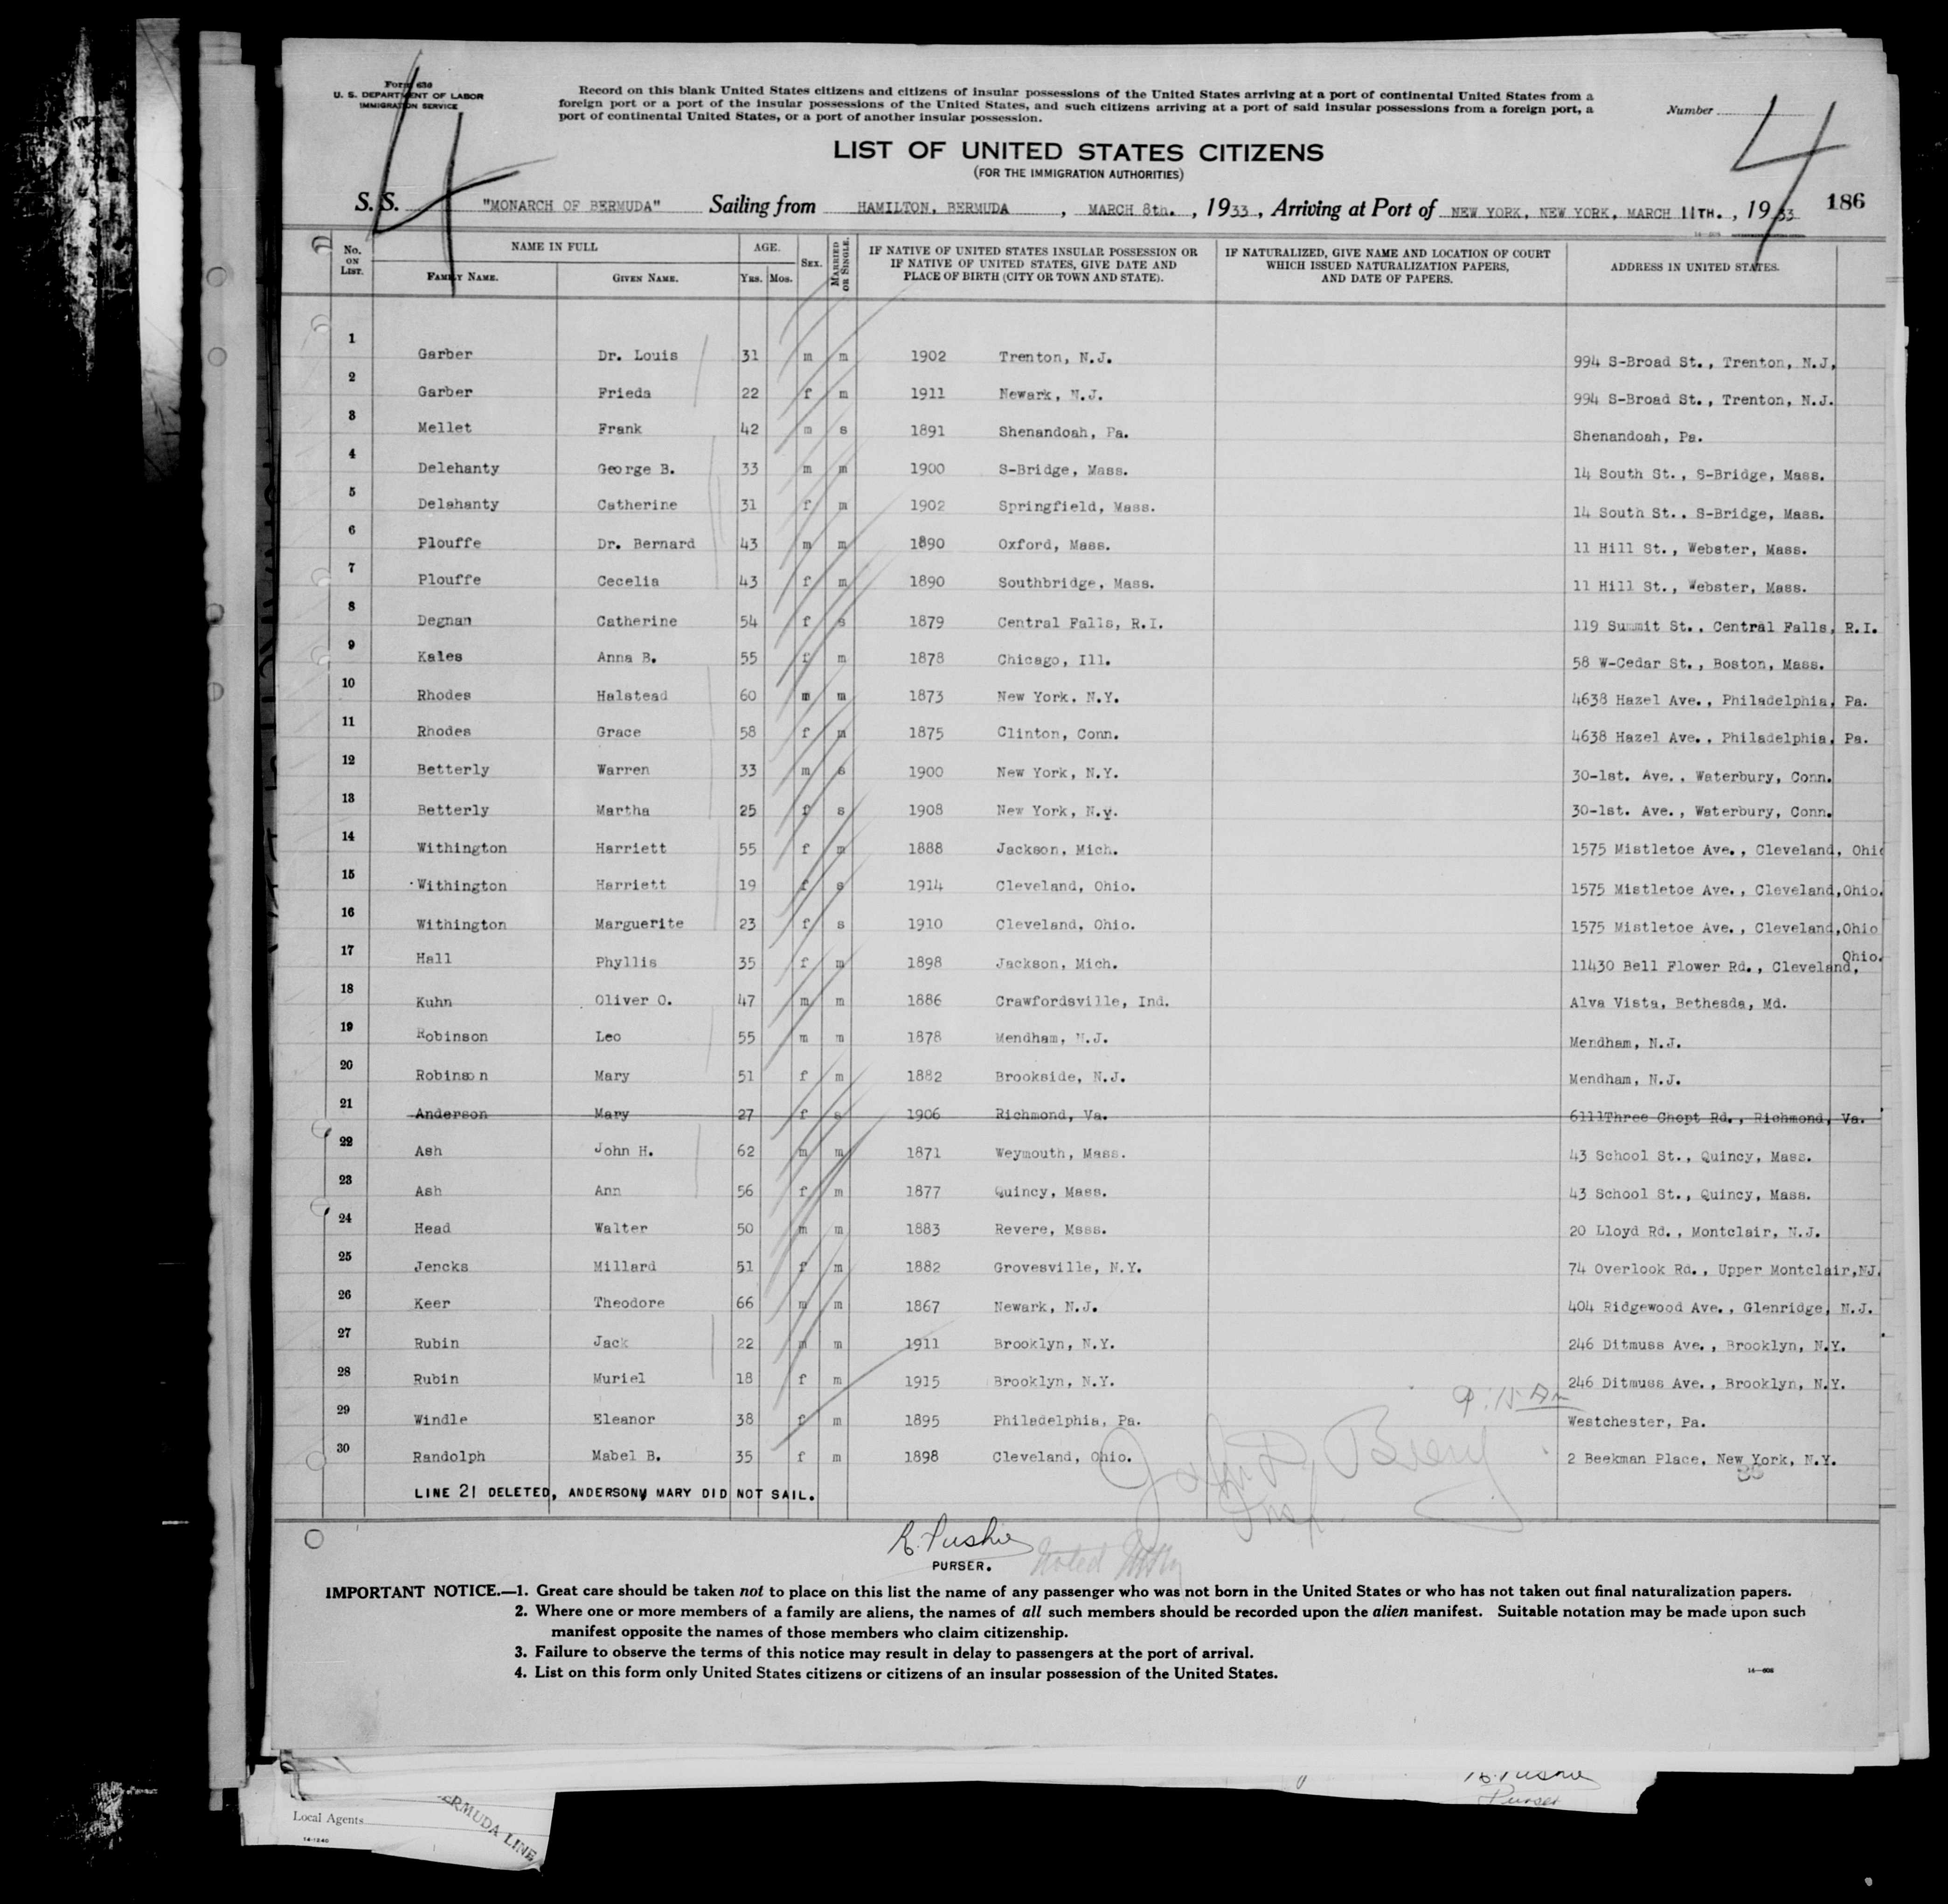 Form 630
U. S. DEPARTMENT OF LABOR
IMMIGRATION SERVICE
Record on this blank United States citizens and citizens of insular possessions of the United States arriving at a port of continental United States from a
foreign port or a port of the insular possessions of the United States, and such citizens arriving at a port of said insular possessions from a foreign port, a
port of continental United States, or a port of another insular possession.
Number
4
4
LIST OF UNITED STATES CITIZENS
(FOR THE IMMIGRATION AUTHORITIES)
S. S. "MONARCH OF BERMUDA" Sailing from HAMILTON, BERMUDA, MARCH 8th., 1933, Arriving at Port of NEW YORK, NEW YORK, MARCH 11TH., 1933 186
No. ON LIST. NAME IN FULL AGE. SEX. MARRIED OR SINGLE. IF NATIVE OF UNITED STATES INSULAR POSSESSION OR IF NATIVE OF UNITED STATES, GIVE DATE AND PLACE OF BIRTH (CITY OR TOWN AND STATE). IF NATURALIZED, GIVE NAME AND LOCATION OF COURT WHICH ISSUED NATURALIZATION PAPERS, AND DATE OF PAPERS. ADDRESS IN UNITED STATES.
FAMILY NAME. GIVEN NAME. YRS. MOS.
1 Garber Dr. Louis 31 m m 1902 Trenton, N.J. 994 S-Broad St., Trenton, N.J.
2 Garber Frieda 22 f m 1911 Newark, N.J. 994 S-Broad St., Trenton, N.J.
3 Mellet Frank 42 m s 1891 Shenandoah, Pa. Shenandoah, Pa.
4 Delehanty George B. 33 m m 1900 S-Bridge, Mass. 14 South St., S-Bridge, Mass.
5 Delahanty Catherine 31 f m 1902 Springfield, Mass. 14 South St., S-Bridge, Mass.
6 Plouffe Dr. Bernard 43 m m 1890 Oxford, Mass. 11 Hill St., Webster, Mass.
7 Plouffe Cecelia 43 f m 1890 Southbridge, Mass. 11 Hill St., Webster, Mass.
8 Degnan Catherine 54 f s 1879 Central Falls, R.I. 119 Summit St., Central Falls, R.I.
9 Kales Anna B. 55 f m 1878 Chicago, Ill. 58 W-Cedar St., Boston, Mass.
10 Rhodes Halstead 60 m m 1873 New York, N.Y. 4638 Hazel Ave., Philadelphia, Pa.
11 Rhodes Grace 58 f m 1875 Clinton, Conn. 4638 Hazel Ave., Philadelphia, Pa.
12 Betterly Warren 33 m s 1900 New York, N.Y. 30-1st. Ave., Waterbury, Conn.
13 Betterly Martha 25 f s 1908 New York, N.y. 30-1st. Ave., Waterbury, Conn.
14 Withington Harriett 55 f m 1888 Jackson, Mich. 1575 Mistletoe Ave., Cleveland, Ohio
15 Withington Harriett 19 f s 1914 Cleveland, Ohio. 1575 Mistletoe Ave., Cleveland,Ohio.
16 Withington Marguerite 23 f s 1910 Cleveland, Ohio. 1575 Mistletoe Ave., Cleveland,Ohio
17 Hall Phyllis 35 f m 1898 Jackson, Mich. 11430 Bell Flower Rd., Cleveland, Ohio.
18 Kuhn Oliver O. 47 m m 1886 Crawfordsville, Ind. Alva Vista, Bethesda, Md.
19 Robinson Leo 55 m m 1878 Mendham, N.J. Mendham, N.J.
20 Robinson Mary 51 f m 1882 Brookside, N.J. Mendham, N.J.
21 Anderson Mary 27 f s 1906 Richmond, Va. 6111Three Chopt Rd., Richmond, Va.
22 Ash John H. 62 m m 1871 Weymouth, Mass. 43 School St., Quincy, Mass.
23 Ash Ann 56 f m 1877 Quincy, Mass. 43 School St., Quincy, Mass.
24 Head Walter 50 m m 1883 Revere, Mass. 20 Lloyd Rd., Montclair, N.J.
25 Jencks Millard 51 f m 1882 Grovesville, N.Y. 74 Overlook Rd., Upper Montclair,NJ.
26 Keer Theodore 66 m m 1867 Newark, N.J. 404 Ridgewood Ave., Glenridge, N.J.
27 Rubin Jack 22 m m 1911 Brooklyn, N.Y. 246 Ditmuss Ave., Brooklyn, N.Y.
28 Rubin Muriel 18 f m 1915 Brooklyn, N.Y. 246 Ditmuss Ave., Brooklyn, N.Y.
9:15 Am
29 Windle Eleanor 38 f m 1895 Philadelphia, Pa. Westchester, Pa.
30 Randolph Mabel B. 35 f m 1898 Cleveland, Ohio. 2 Beekman Place, New York, N.Y.
LINE 21 DELETED, ANDERSON, MARY DID NOT SAIL.
Insp
R. Pushie
PURSER. Noted
IMPORTANT NOTICE.—1. Great care should be taken not to place on this list the name of any passenger who was not born in the United States or who has not taken out final naturalization papers.
2. Where one or more members of a family are aliens, the names of all such members should be recorded upon the alien manifest. Suitable notation may be made upon such
manifest opposite the names of those members who claim citizenship.
3. Failure to observe the terms of this notice may result in delay to passengers at the port of arrival.
4. List on this form only United States citizens or citizens of an insular possession of the United States.
14—608
R. Pushie
Purser
Local Agents
14-1240
ERMUDA LINE